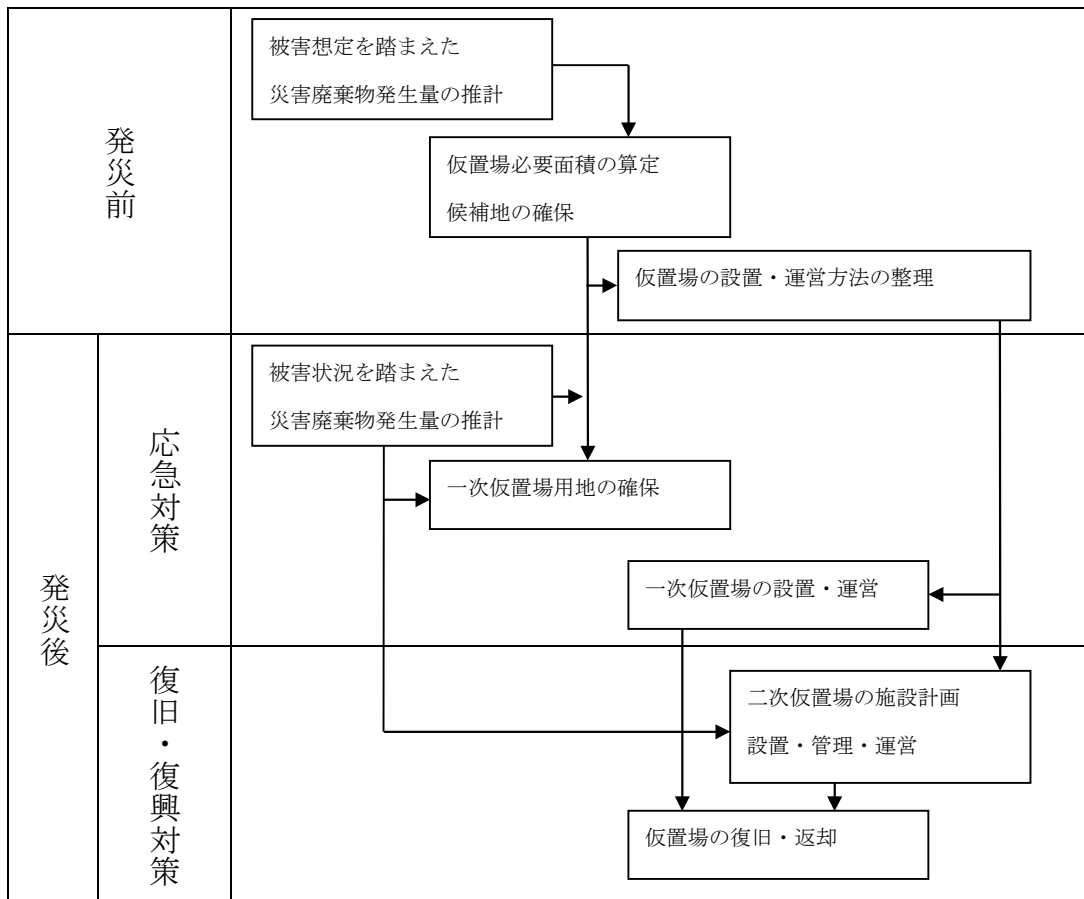 発災前
被害想定を踏まえた
災害廃棄物発生量の推計
仮置場必要面積の算定
候補地の確保
仮置場の設置・運営方法の整理
発災後
応急対策
被害状況を踏まえた
災害廃棄物発生量の推計
一次仮置場用地の確保
一次仮置場の設置・運営
復旧・復興対策
二次仮置場の施設計画
設置・管理・運営
仮置場の復旧・返却